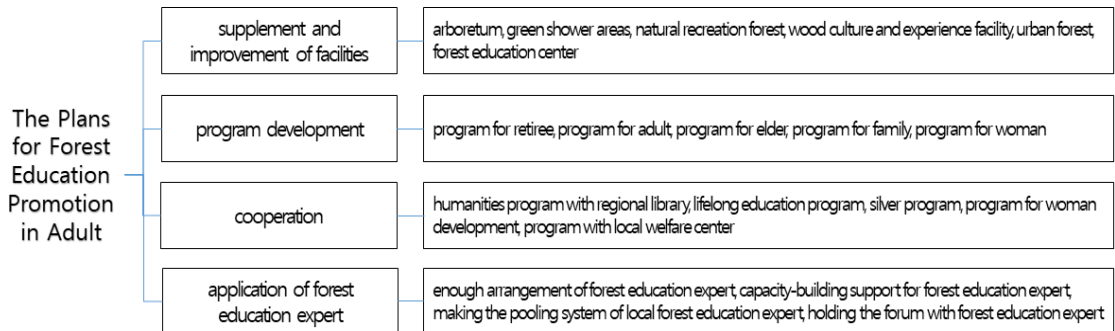 The Plans
for Forest
Education
Promotion
in Adult
supplement and
improvement of facilities
arboretum, green shower areas, natural recreation forest, wood culture and experience facility, urban forest,
forest education center
program development
program for retiree, program for adult, program for elder, program for family, program for woman
cooperation
humanities program with regional library, lifelong education program, silver program, program for woman
development, program with local welfare center
application of forest
education expert
enough arrangement of forest education expert, capacity-building support for forest education expert,
making the pooling system of local forest education expert, holding the forum with forest education expert